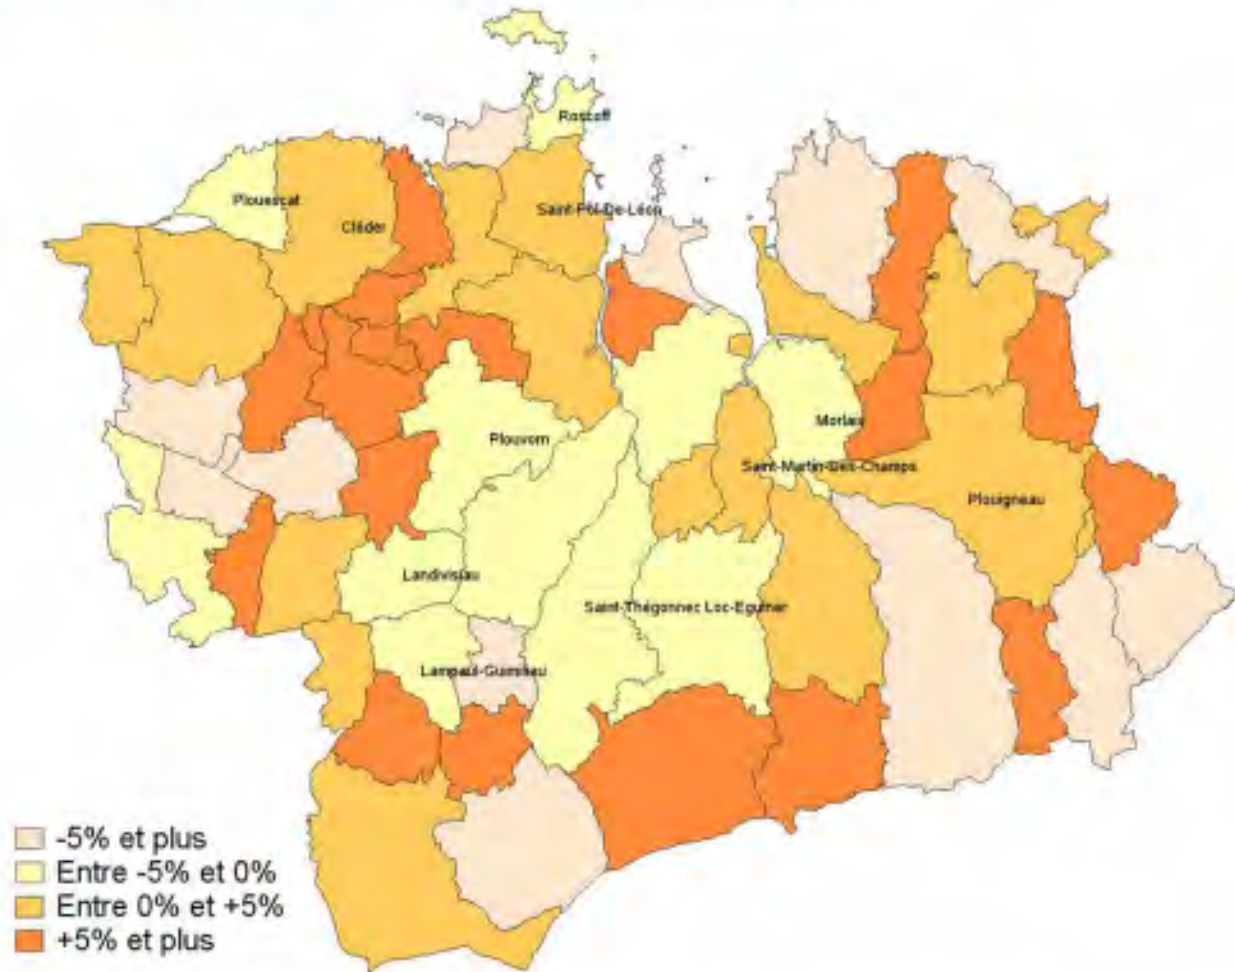 Roscoff
Plouescat
Saint-Pol-De-Léon
Cléder
Morlaix
Plouvorn
Saint-Martin-Des-Champs
Plouigneau
Landivisiau
Saint-Thégonnec Loc-Eguiner
Lampaul-Guimiliau
-5% et plus
Entre -5% et 0%
Entre 0% et +5%
+5% et plus